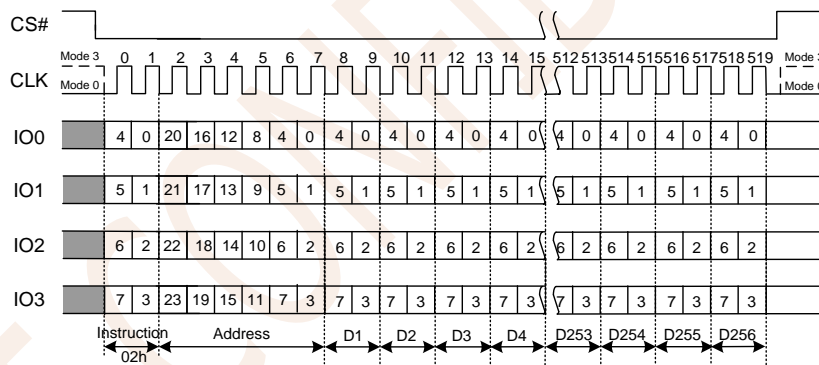 CS#
Mode 3 0 1 2 3 4 5 6 7 8 9 10 11 12 13 14 15 512 513 514 515 516 517 518 519 Mode 3
CLK
Mode 0 Mode 0
IO0 4 0 20 16 12 8 4 0 4 0 4 0 4 0 4 0 4 0 4 0 4 0 4 0
IO1 5 1 21 17 13 9 5 1 5 1 5 1 5 1 5 1 5 1 5 1 5 1 5 1
IO2 6 2 22 18 14 10 6 2 6 2 6 2 6 2 6 2 6 2 6 2 6 2 6 2
IO3 7 3 23 19 15 11 7 3 7 3 7 3 7 3 7 3 7 3 7 3 7 3 7 3
Instruction Address D1 D2 D3 D4 D253 D254 D255 D256
02h